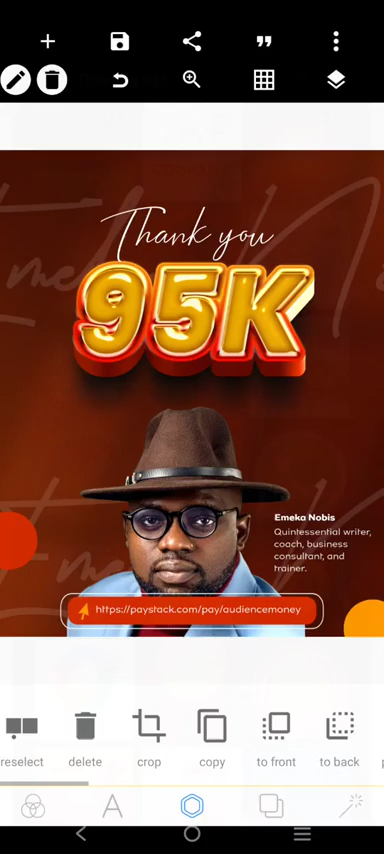 Thank you
95K
Emeka Nobis
Quintessential writer,
coach, business
consultant, and
trainer.
https://paystack.com/pay/audiencemoney
reselect
delete
crop
copy
to front
to back
A